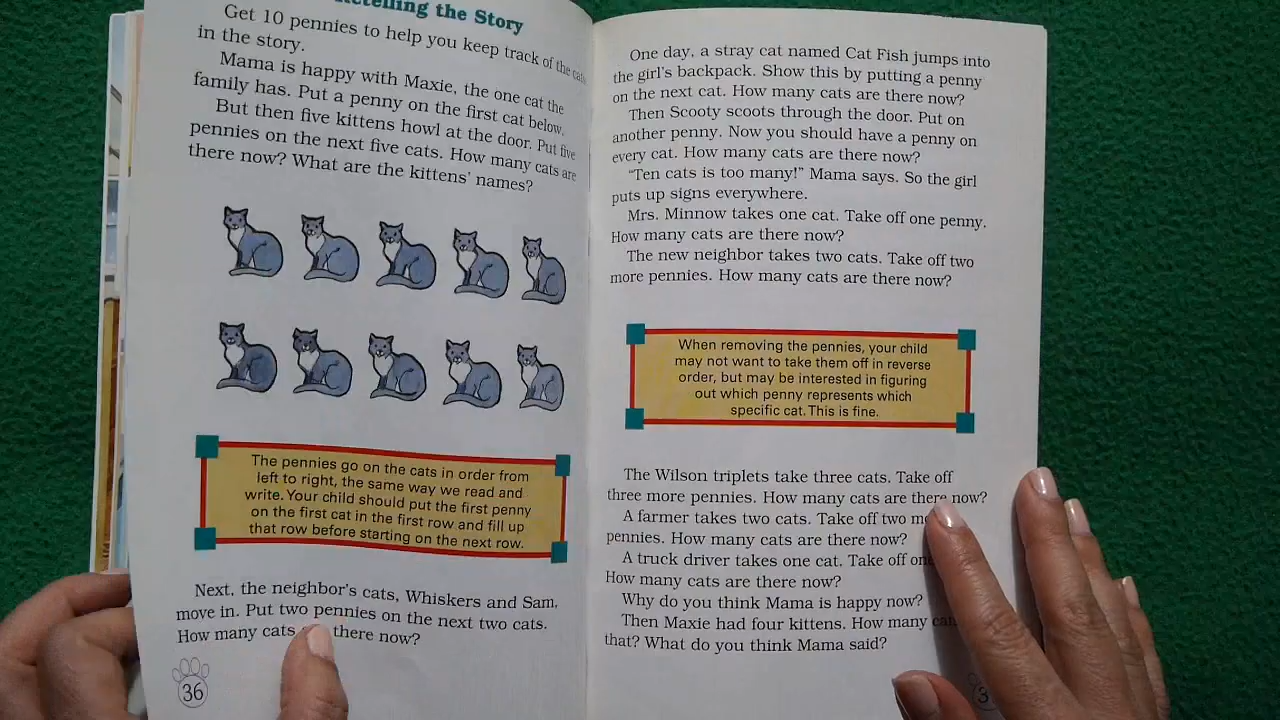 etelling the Story
Get 10 pennies to help you keep track of the cats
in the story.
Mama is happy with Maxie, the one cat the
family has. Put a penny on the first cat below.
But then five kittens howl at the door. Put five
pennies on the next five cats. How many cats are
there now? What are the kittens' names?
The pennies go on the cats in order from
left to right, the same way we read and
write. Your child should put the first penny
on the first cat in the first row and fill up
that row before starting on the next row.
Next, the neighbor's cats, Whiskers and Sam,
move in. Put two pennies on the next two cats.
How many cats there now?
36
One day, a stray cat named Cat Fish jumps into
the girl's backpack. Show this by putting a penny
on the next cat. How many cats are there now?
Then Scooty scoots through the door. Put on
another penny. Now you should have a penny on
every cat. How many cats are there now?
"Ten cats is too many!" Mama says. So the girl
puts up signs everywhere.
Mrs. Minnow takes one cat. Take off one penny.
How many cats are there now?
The new neighbor takes two cats. Take off two
more pennies. How many cats are there now?
When removing the pennies, your child
may not want to take them off in reverse
order, but may be interested in figuring
out which penny represents which
specific cat. This is fine.
The Wilson triplets take three cats. Take off
three more pennies. How many cats are there now?
A farmer takes two cats. Take off two
pennies. How many cats are there now?
A truck driver takes one cat. Take off one
How many cats are there now?
Why do you think Mama is happy now?
Then Maxie had four kittens. How many
that? What do you think Mama said?
3